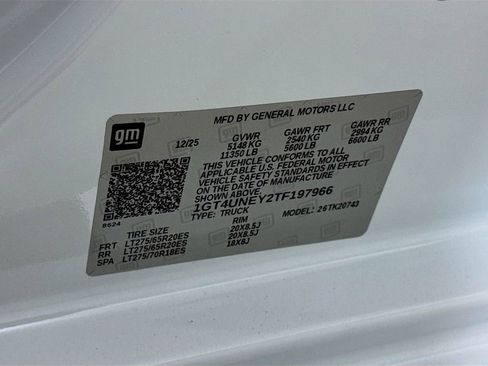 MFD BY GENERAL MOTORS LLC
gm
12/25 GVWR GAWR FRT GAWR RR
5148 KG 2540 KG 2994 KG
11350 LB 5600 LB 6600 LB
THIS VEHICLE CONFORMS TO ALL
APPLICABLE U.S. FEDERAL MOTOR
VEHICLE SAFETY STANDARDS IN
EFFECT ON THE DATE OF
MANUFACTURE SHOWN ABOVE.
1GT4UNEY2TF197966
TYPE: TRUCK MODEL: 26TK20743
8624
TIRE SIZE RIM
FRT LT275/65R20ES 20X8.5J
RR LT275/65R20ES 20X8.5J
SPA LT275/70R18ES 18X8J